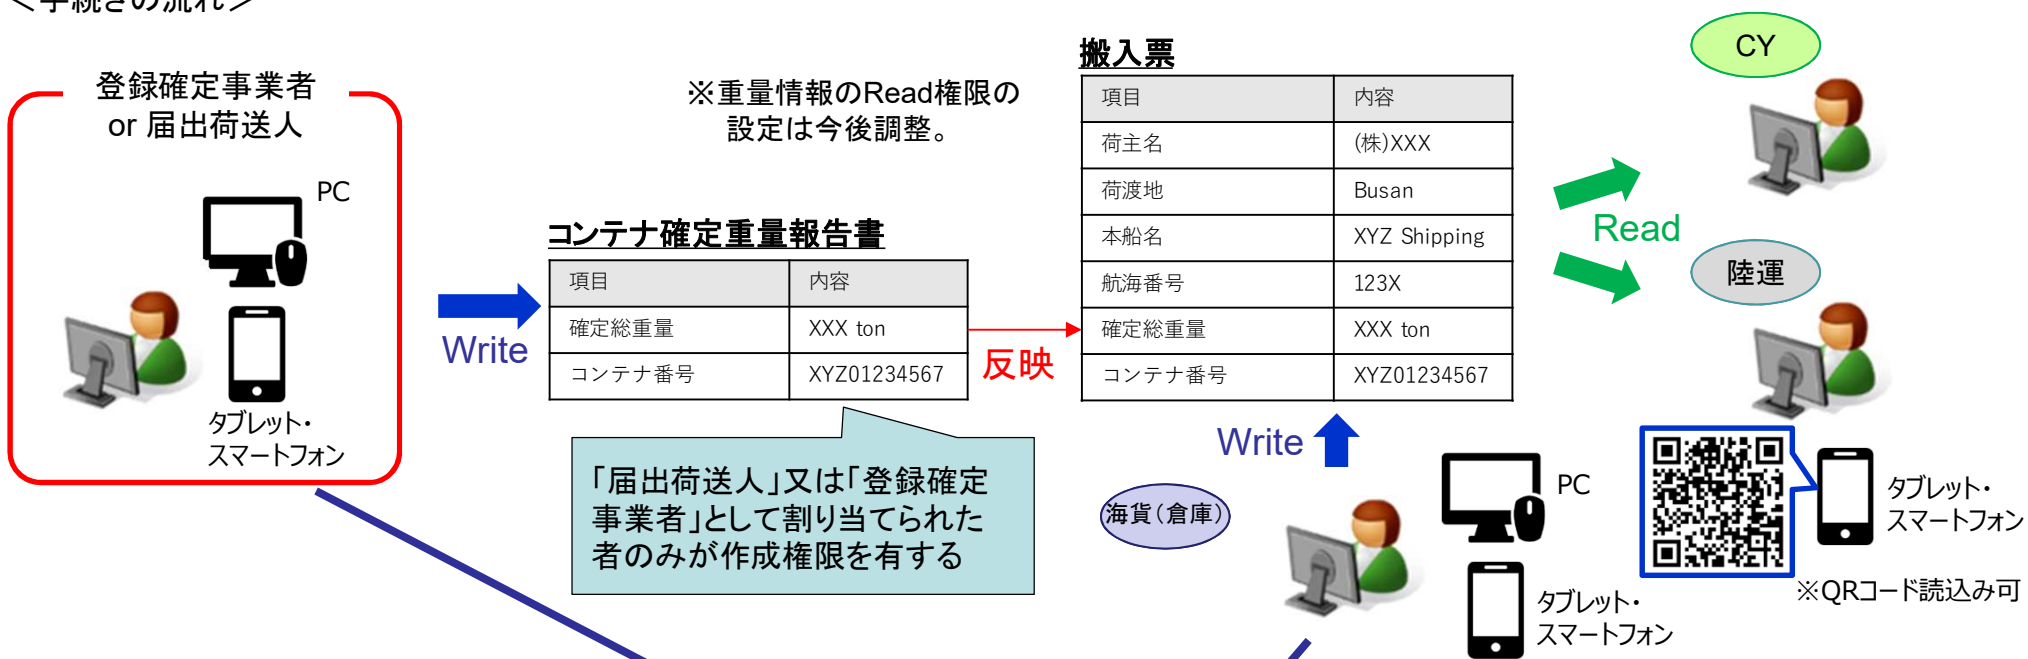 ＜手続きの流れ＞
登録確定事業者
or 届出荷送人
PC
タブレット・
スマートフォン
Write
※重量情報のRead権限の
設定は今後調整。
コンテナ確定重量報告書
項目 内容
確定総重量 XXX ton
コンテナ番号 XYZ01234567
反映
「届出荷送人」又は「登録確定
事業者」として割り当てられた
者のみが作成権限を有する
搬入票
項目 内容
荷主名 (株)XXX
荷渡地 Busan
本船名 XYZ Shipping
航海番号 123X
確定総重量 XXX ton
コンテナ番号 XYZ01234567
Write
海貨（倉庫）
PC
タブレット・
スマートフォン
Read
CY
陸運
タブレット・
スマートフォン
※QRコード読込み可